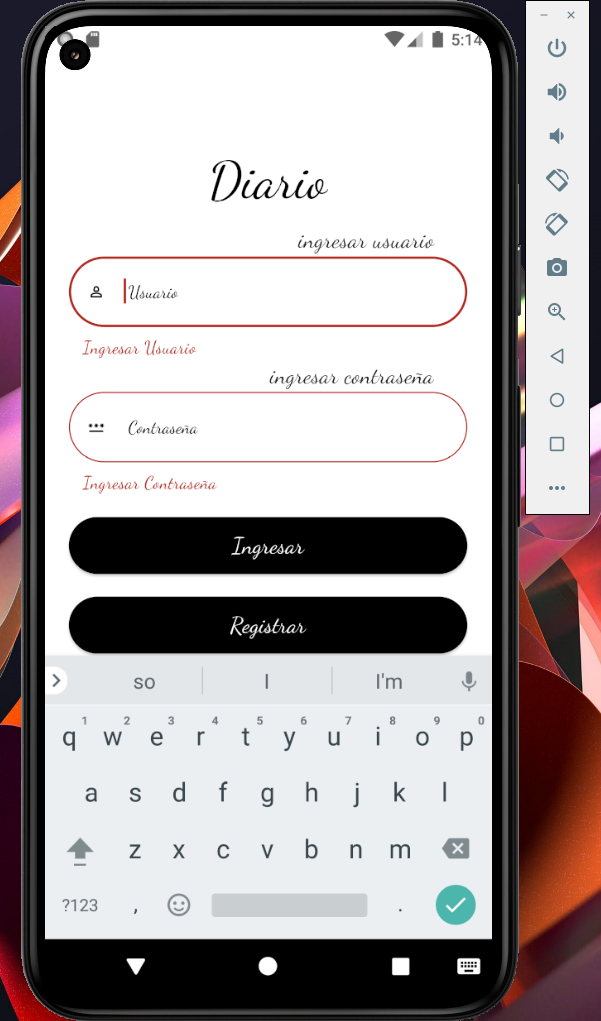 5:14
Diario
ingresar usuario
Usuario
Ingresar Usuario
ingresar contraseña
Contraseña
Ingresar Contraseña
Ingresar
Registrar
so I I'm
1 2 3 4 5 6 7 8 9 0
q w e r t y u i o p
a s d f g h j k l
z x c v b n m
?123 , .